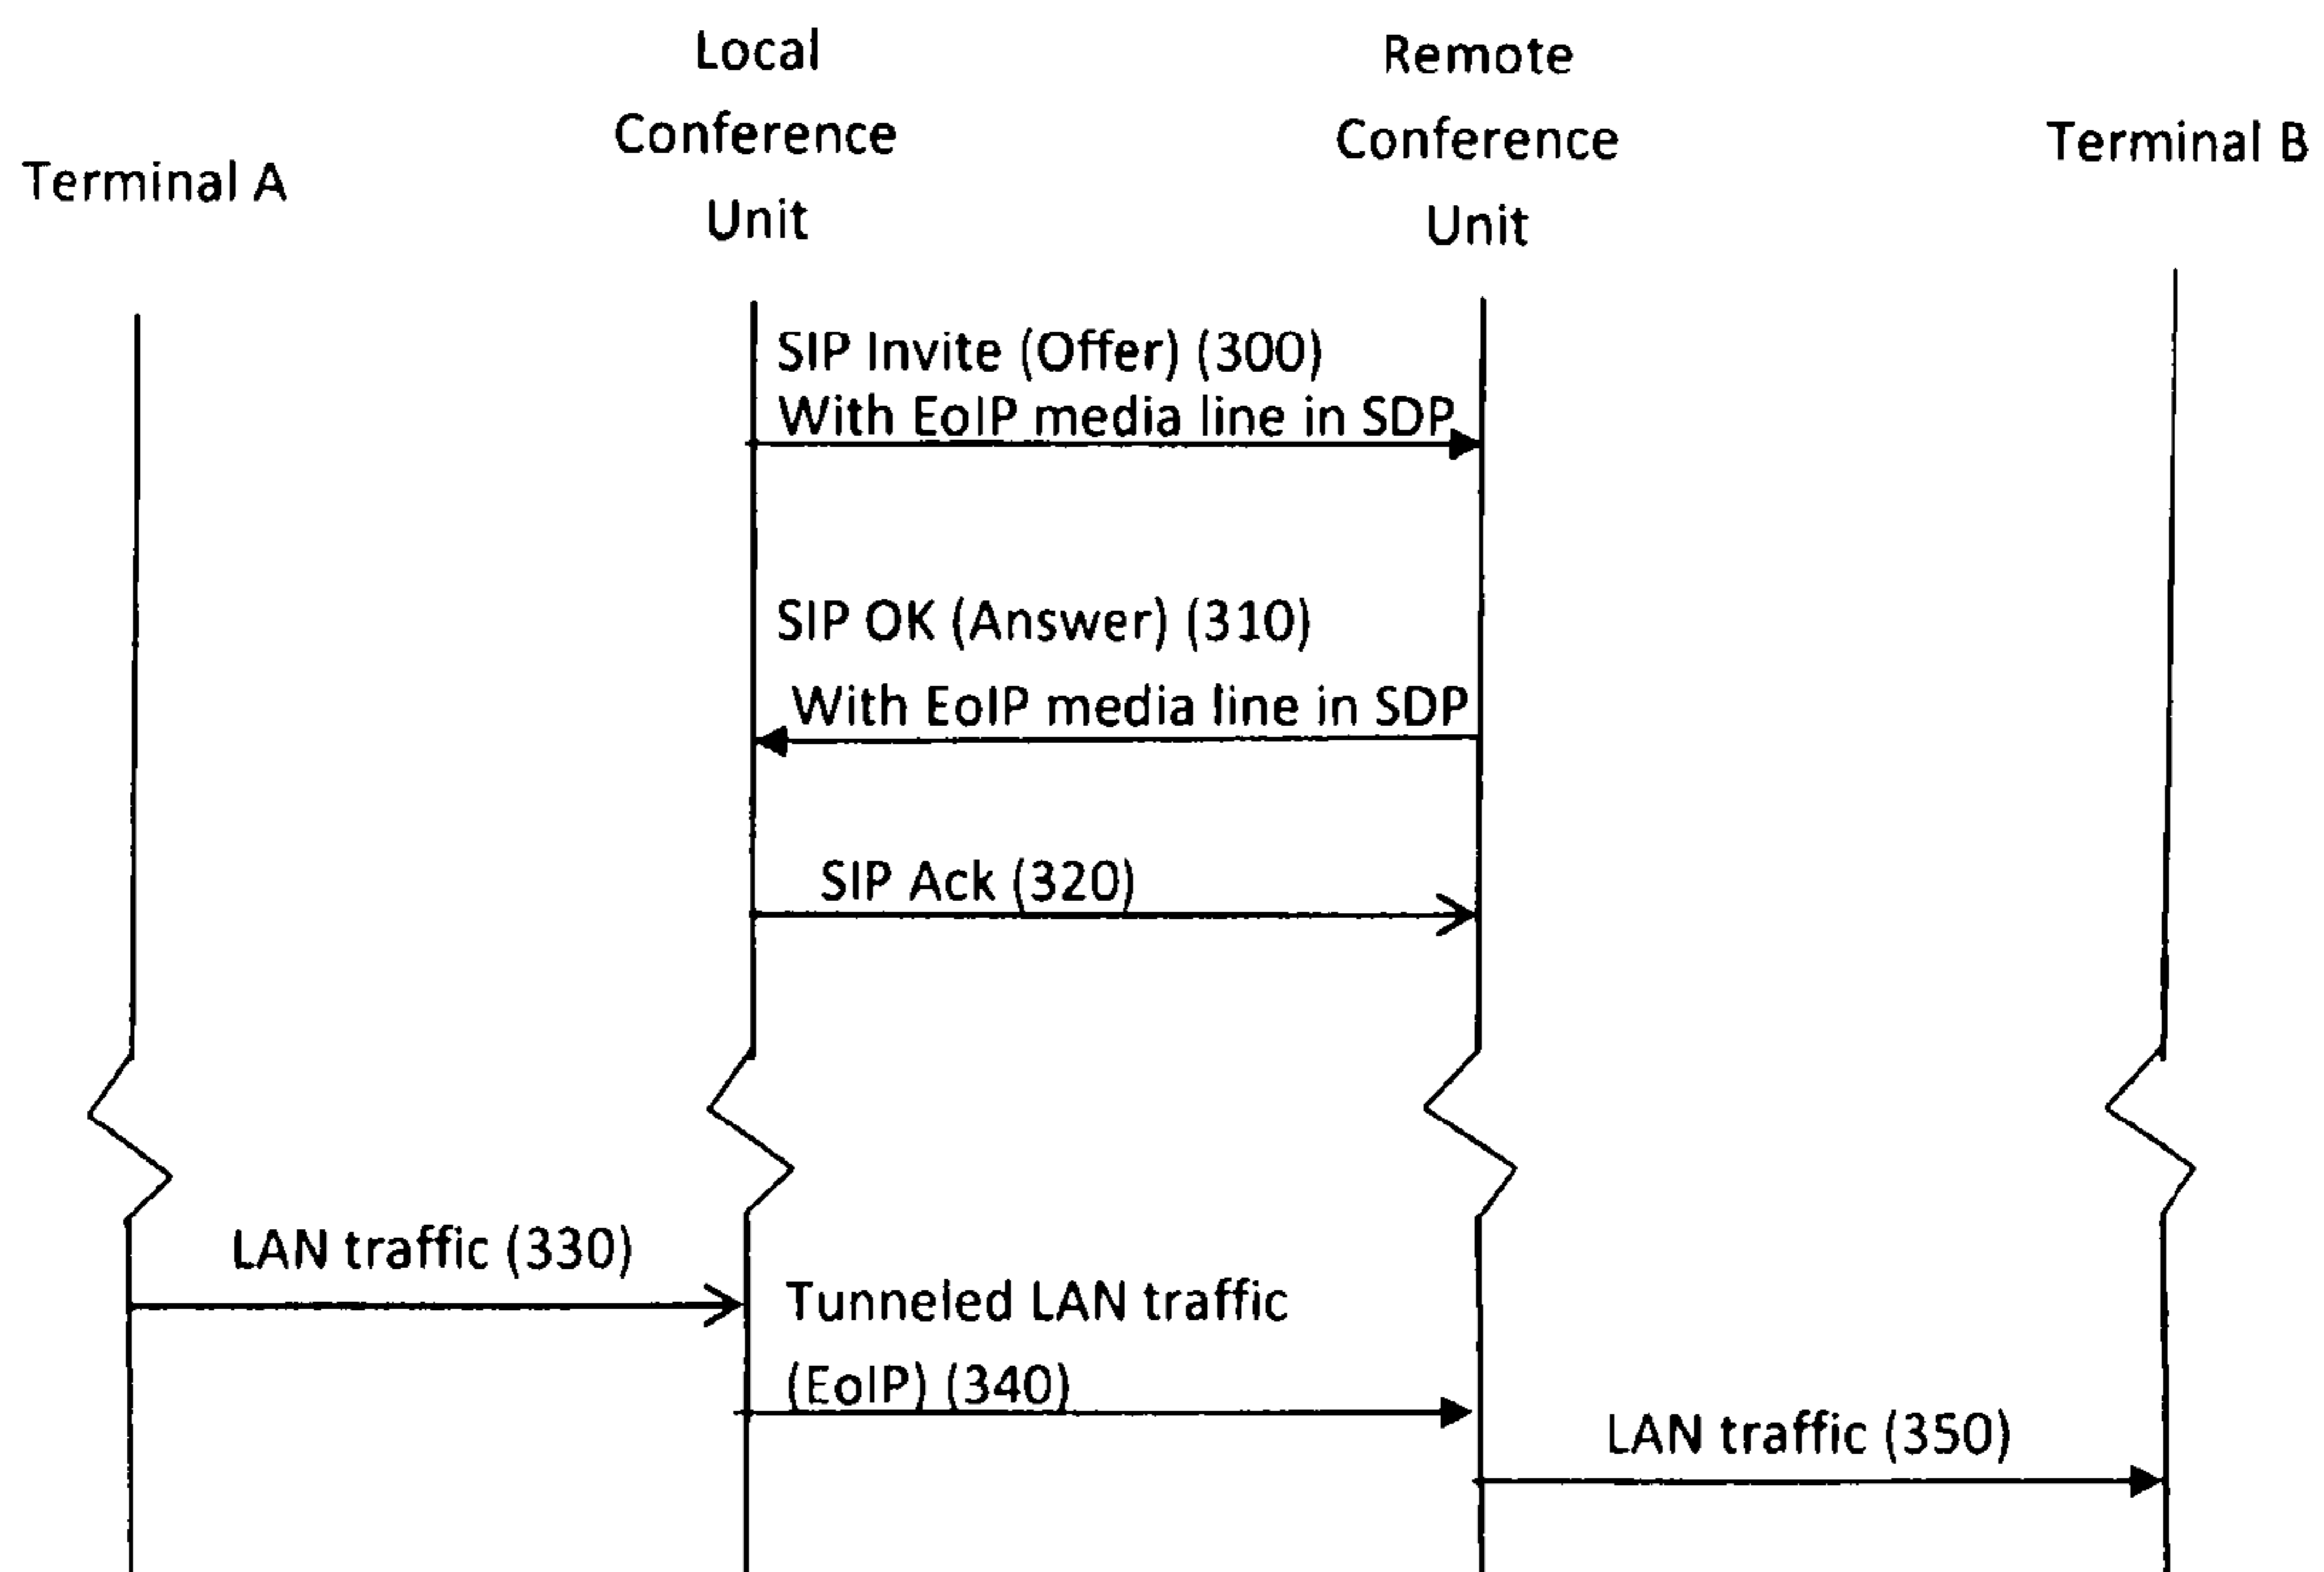 Terminal A
Local
Conference
Unit
Remote
Conference
Unit
Terminal B
SIP Invite (Offer) (300)
With EoIP media line in SDP
SIP OK (Answer) (310)
With EoIP media line in SDP
SIP Ack (320)
LAN traffic (330)
Tunneled LAN traffic
(EoIP) (340)
LAN traffic (350)